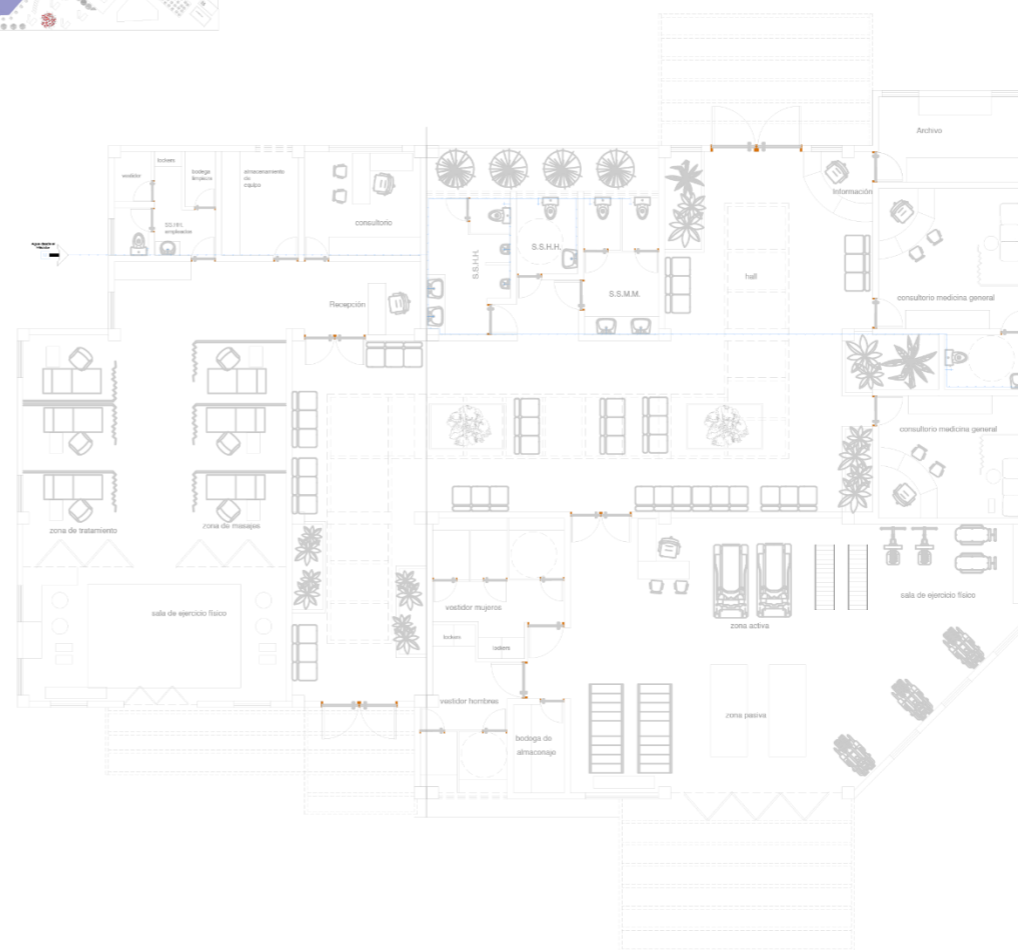 Archivo
lockers
vestidor
bodega
limpieza
almacenamiento
de
equipo
Información
S.S.H.H.
empleados
consultorio
S.S.H.H.
S.S.H.H.
hall
S.S.M.M.
consultorio medicina general
Recepción
consultorio medicina general
zona de tratamiento
zona de masajes
sala de ejercicio físico
vestidor mujeres
sala de ejercicio físico
zona activa
lockers
vestidor hombres
zona pasiva
bodega de
almacenaje